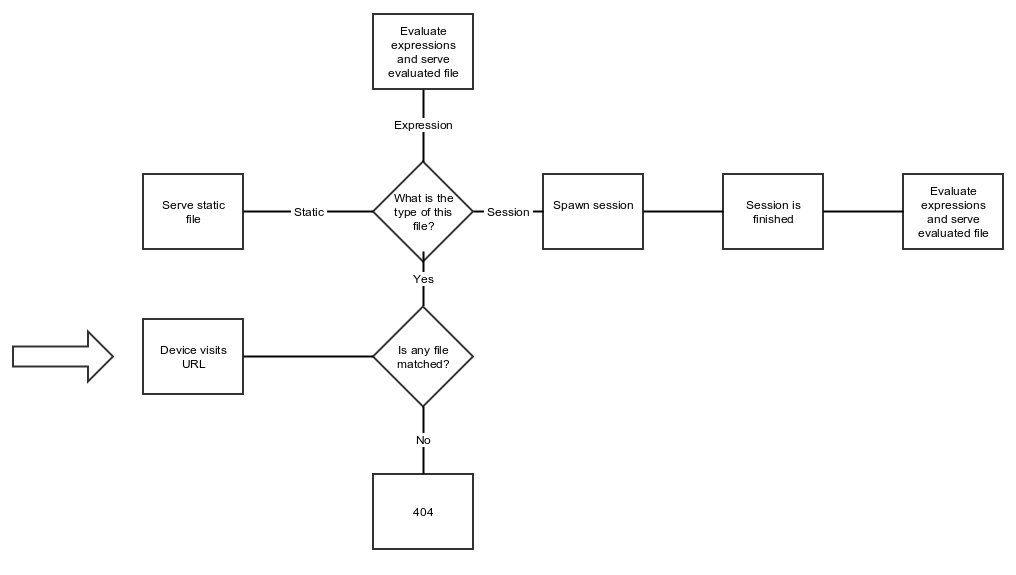 Evaluate
expressions
and serve
evaluated file
Expression
Serve static
file
Static
What is the
type of this
file?
Session
Spawn session
Session is
finished
Evaluate
expressions
and serve
evaluated file
Yes
Device visits
URL
Is any file
matched?
No
404